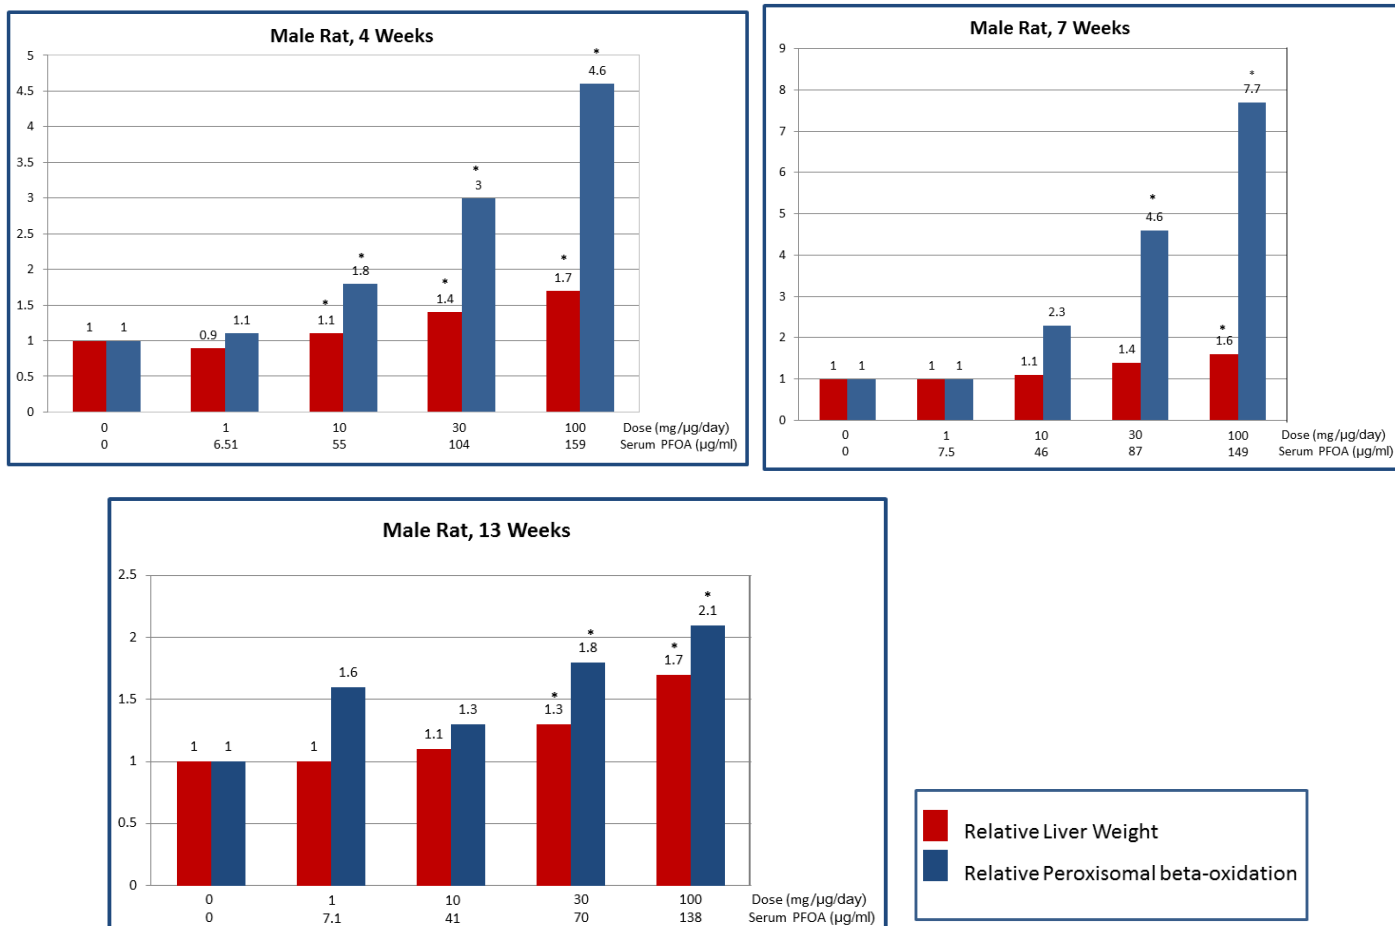 Male Rat, 4 Weeks
5
4.5
4
3.5
3
2.5
2
1.5
1
0.5
0
1 1
0.9 1.1
* 1.1 * 1.8
* 1.4 * 3
* 1.7 * 4.6
0 1 10 30 100 Dose (mg/µg/day)
0 6.51 55 104 159 Serum PFOA (µg/ml)
Male Rat, 7 Weeks
9
8
7
6
5
4
3
2
1
0
1 1
1 1
1.1 2.3
1.4 * 4.6
* 1.6 * 7.7
0 1 10 30 100 Dose (mg/µg/day)
0 7.5 46 87 149 Serum PFOA (µg/ml)
Male Rat, 13 Weeks
2.5
2
1.5
1
0.5
0
1 1
1 1.6
1.1 1.3
* 1.3 * 1.8
* 1.7 * 2.1
0 1 10 30 100 Dose (mg/µg/day)
0 7.1 41 70 138 Serum PFOA (µg/ml)
Relative Liver Weight
Relative Peroxisomal beta-oxidation